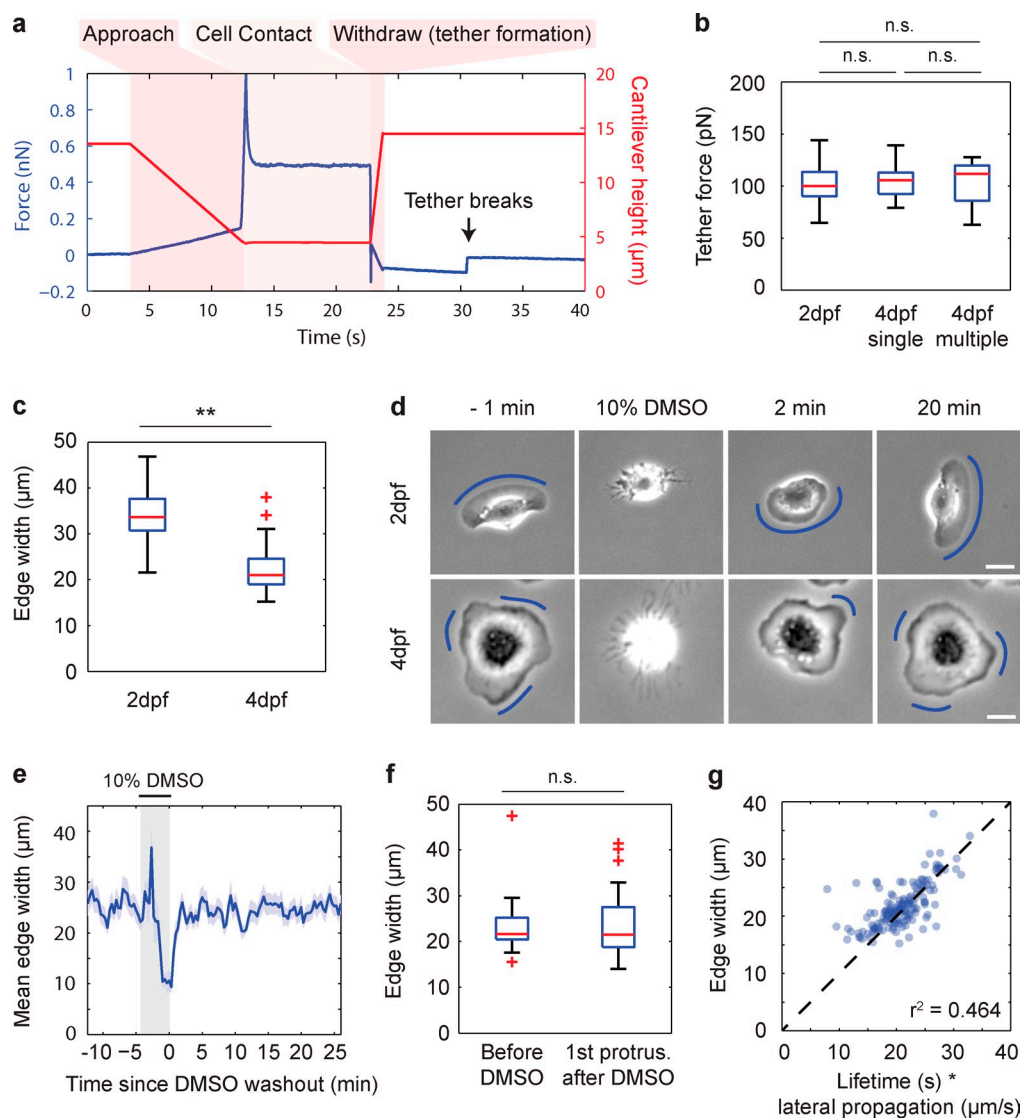 a
Approach
Cell Contact
Withdraw (tether formation)
Force (nN)
1
0.8
0.6
0.4
0.2
0
−0.2
0 5 10 15 20 25 30 35 40
Time (s)
Tether breaks
20
15
10
5
0
Cantilever height (μm)
b
n.s.
n.s. n.s.
Tether force (pN)
200
150
100
50
0
2dpf 4dpf 4dpf
single multiple
c
**
Edge width (μm)
50
40
30
20
10
0
2dpf 4dpf
d
- 1 min 10% DMSO 2 min 20 min
2dpf
4dpf
e
10% DMSO
Mean edge width (μm)
40
30
20
10
0
-10 −5 0 5 10 15 20 25
Time since DMSO washout (min)
f
n.s.
Edge width (μm)
50
40
30
20
10
0
Before 1st protrus.
DMSO after DMSO
g
Edge width (μm)
40
30
20
10
0
r² = 0.464
0 10 20 30 40
Lifetime (s) *
lateral propagation (μm/s)